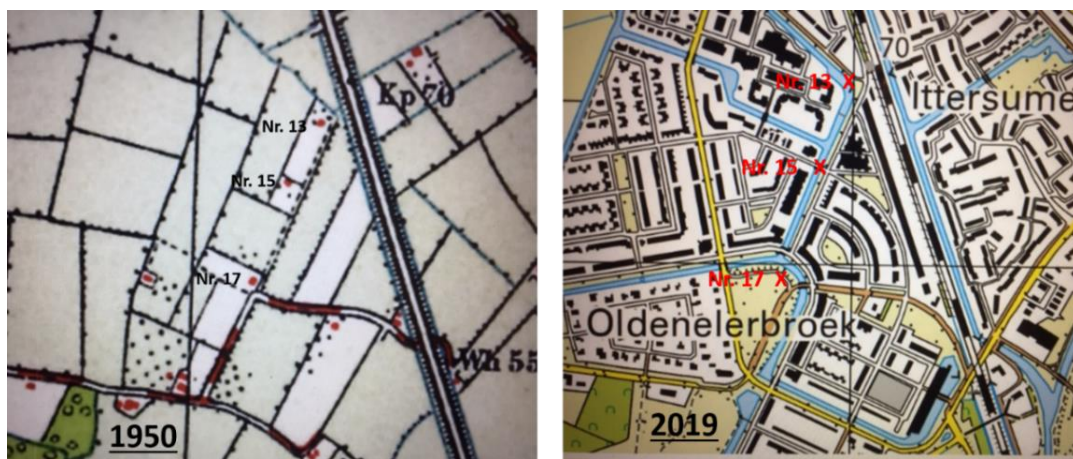 Kp 70
Nr. 13
Nr. 15
Nr. 17
Wh 55
1950
70
Nr. 13 X
Ittersume
Nr. 15 X
Nr. 17 X
Oldenelerbroek
2019